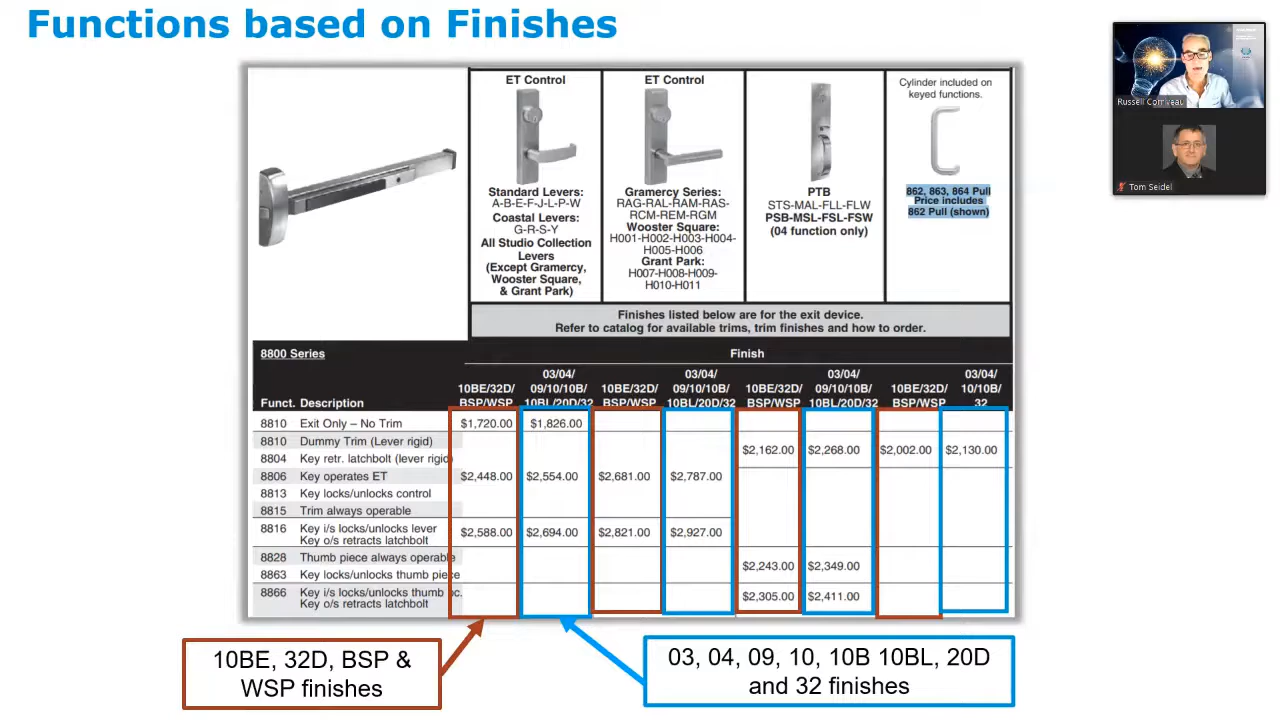 Functions based on Finishes
ET Control
Standard Levers:
A-B-E-F-J-L-P-W
Coastal Levers:
G-R-S-Y
All Studio Collection
Levers
(Except Gramercy,
Wooster Square,
& Grant Park)
ET Control
Gramercy Series:
RAG-RAL-RAM-RAS-
RCM-REM-RGM
Wooster Square:
H001-H002-H003-H004-
H005-H006
Grant Park:
H007-H008-H009-
H010-H011
PTB
STS-MAL-FLL-FLW
PSB-MSL-FSL-FSW
(04 function only)
Cylinder included on
keyed functions.
862, 863, 864 Pull
Price includes
862 Pull (shown)
Finishes listed below are for the exit device.
Refer to catalog for available trims, trim finishes and how to order.
8800 Series
Finish
Funct. Description
10BE/32D/
BSP/WSP
03/04/
09/10/10B/
10BL/20D/32
10BE/32D/
BSP/WSP
03/04/
09/10/10B/
10BL/20D/32
10BE/32D/
BSP/WSP
03/04/
09/10/10B/
10BL/20D/32
10BE/32D/
BSP/WSP
03/04/
10/10B/
32
8810 Exit Only – No Trim $1,720.00 $1,826.00
8810 Dummy Trim (Lever rigid)
$2,162.00 $2,268.00 $2,002.00 $2,130.00
8804 Key retr. latchbolt (lever rigid)
8806 Key operates ET $2,448.00 $2,554.00 $2,681.00 $2,787.00
8813 Key locks/unlocks control
8815 Trim always operable
8816 Key i/s locks/unlocks lever
Key o/s retracts latchbolt
$2,588.00 $2,694.00 $2,821.00 $2,927.00
8828 Thumb piece always operable
$2,243.00 $2,349.00
8863 Key locks/unlocks thumb piece
8866 Key i/s locks/unlocks thumb pc.
Key o/s retracts latchbolt
$2,305.00 $2,411.00
10BE, 32D, BSP &
WSP finishes
03, 04, 09, 10, 10B 10BL, 20D
and 32 finishes
Russell Corriveau
Tom Seidel